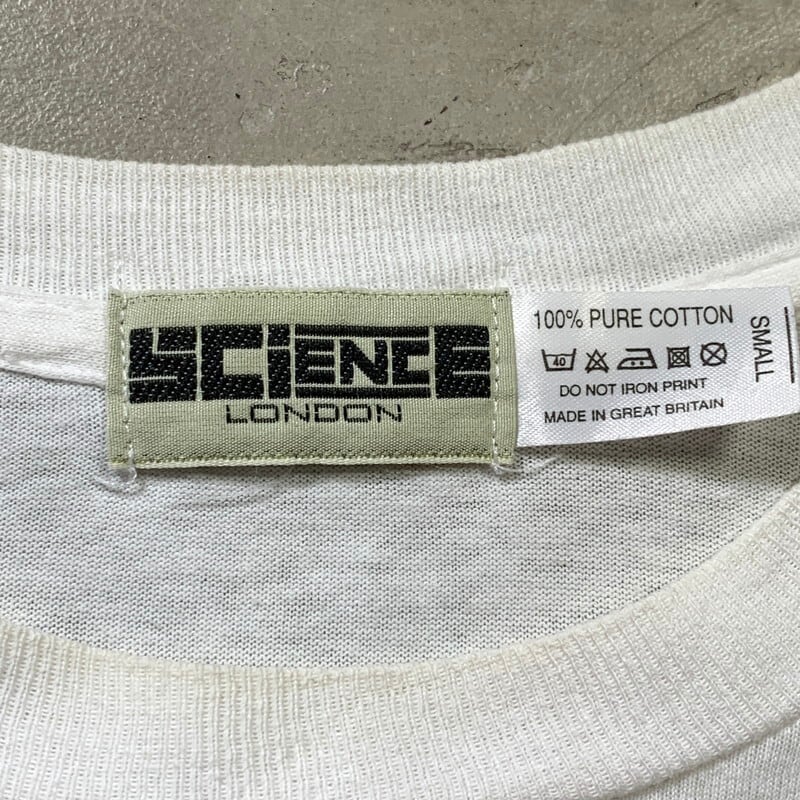 SCIENCE
LONDON
100% PURE COTTON
40
DO NOT IRON PRINT
MADE IN GREAT BRITAIN
SMALL